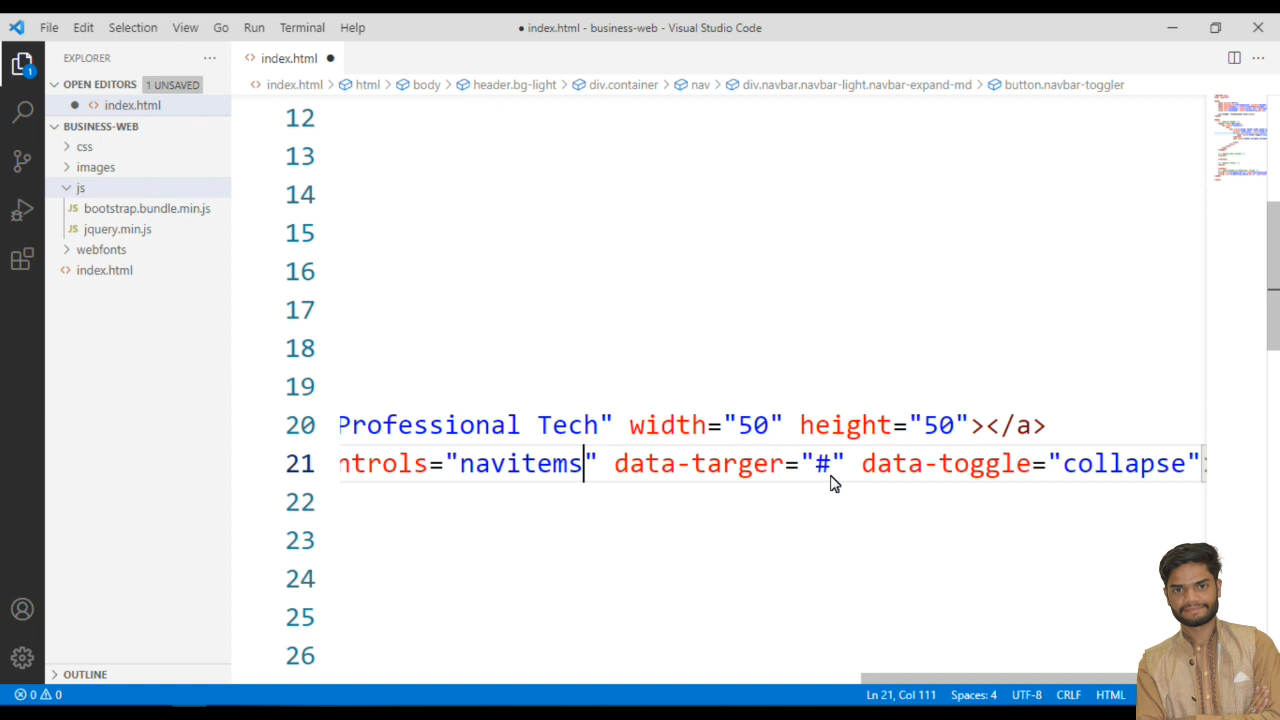 File Edit Selection View Go Run Terminal Help
● index.html - business-web - Visual Studio Code
EXPLORER ···
<> index.html ●
OPEN EDITORS 1 UNSAVED
<> index.html > html > body > header.bg-light > div.container > nav > div.navbar.navbar-light.navbar-expand-md > button.navbar-toggler
● <> index.html
BUSINESS-WEB
> css
> images
js
JS bootstrap.bundle.min.js
JS jquery.min.js
> webfonts
<> index.html
OUTLINE
1
12
13
14
15
16
17
18
19
20 Professional Tech" width="50" height="50"></a>
21 ntrols="navitems" data-targer="#" data-toggle="collapse">
22
23
24
25
26
0 0
Ln 21, Col 111 Spaces: 4 UTF-8 CRLF HTML